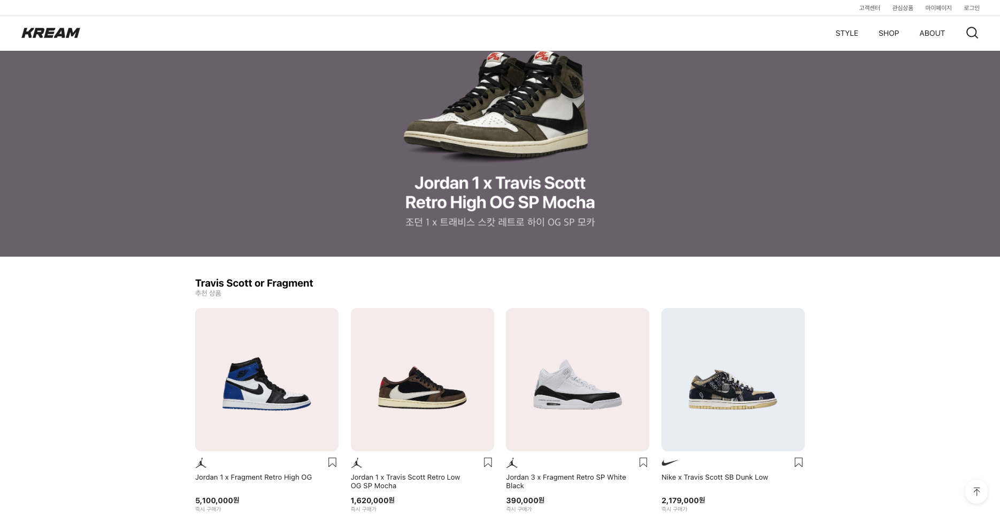 고객센터 관심상품 마이페이지 로그인
KREAM STYLE SHOP ABOUT
Jordan 1 x Travis Scott
Retro High OG SP Mocha
조던 1 x 트래비스 스캇 레트로 하이 OG SP 모카
Travis Scott or Fragment
추천 상품
Jordan 1 x Fragment Retro High OG
5,100,000원
즉시 구매가
Jordan 1 x Travis Scott Retro Low
OG SP Mocha
1,620,000원
즉시 구매가
Jordan 3 x Fragment Retro SP White
Black
390,000원
즉시 구매가
Nike x Travis Scott SB Dunk Low
2,179,000원
즉시 구매가